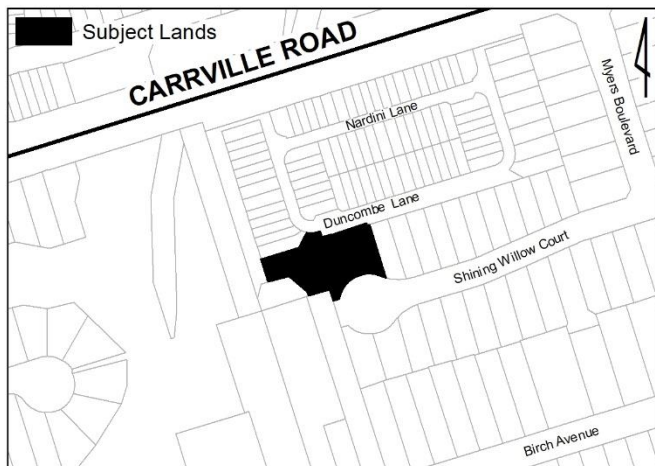 Subject Lands
CARRVILLE ROAD
Myers Boulevard
Nardini Lane
Duncombe Lane
Shining Willow Court
Birch Avenue